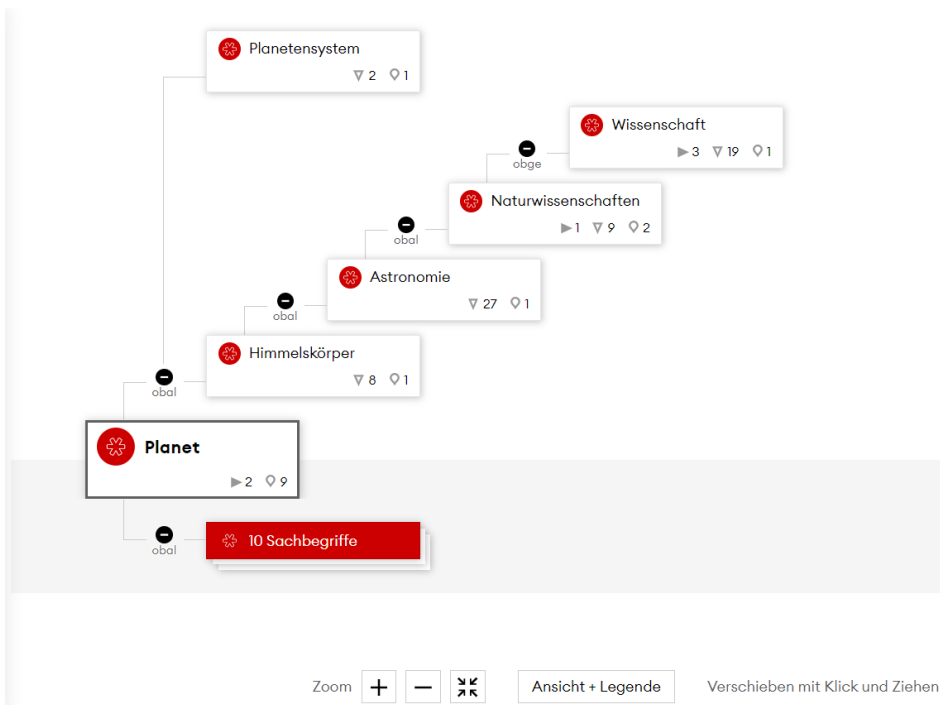 Planetensystem
2 1
Wissenschaft
3 19 1
obge
Naturwissenschaften
1 9 2
obal
Astronomie
27 1
obal
Himmelskörper
8 1
obal
Planet
2 9
10 Sachbegriffe
obal
Zoom Ansicht + Legende Verschieben mit Klick und Ziehen